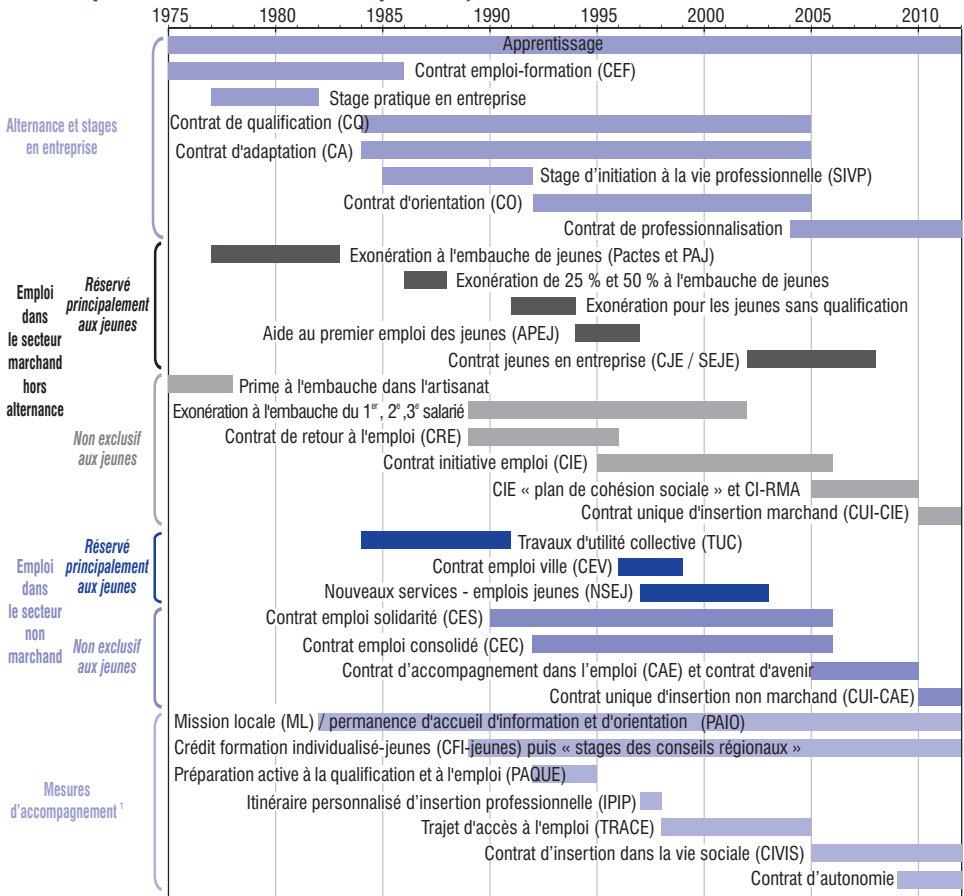 1975 1980 1985 1990 1995 2000 2005 2010
Alternance et stages
en entreprise
Apprentissage
Contrat emploi-formation (CEF)
Stage pratique en entreprise
Contrat de qualification (CQ)
Contrat d'adaptation (CA)
Stage d'initiation à la vie professionnelle (SIVP)
Contrat d'orientation (CO)
Contrat de professionnalisation
Emploi
dans
le secteur
marchand
hors
alternance
Réservé
principalement
aux jeunes
Exonération à l'embauche de jeunes (Pactes et PAJ)
Exonération de 25 % et 50 % à l'embauche de jeunes
Exonération pour les jeunes sans qualification
Aide au premier emploi des jeunes (APEJ)
Contrat jeunes en entreprise (CJE / SEJE)
Non exclusif
aux jeunes
Prime à l'embauche dans l'artisanat
Exonération à l'embauche du 1er, 2e,3e salarié
Contrat de retour à l'emploi (CRE)
Contrat initiative emploi (CIE)
CIE « plan de cohésion sociale » et CI-RMA
Contrat unique d'insertion marchand (CUI-CIE)
Emploi
dans
le secteur
non
marchand
Réservé
principalement
aux jeunes
Travaux d'utilité collective (TUC)
Contrat emploi ville (CEV)
Nouveaux services - emplois jeunes (NSEJ)
Non exclusif
aux jeunes
Contrat emploi solidarité (CES)
Contrat emploi consolidé (CEC)
Contrat d'accompagnement dans l'emploi (CAE) et contrat d'avenir
Contrat unique d'insertion non marchand (CUI-CAE)
Mesures
d'accompagnement 1
Mission locale (ML) / permanence d'accueil d'information et d'orientation (PAIO)
Crédit formation individualisé-jeunes (CFI-jeunes) puis « stages des conseils régionaux »
Préparation active à la qualification et à l'emploi (PAQUE)
Itinéraire personnalisé d'insertion professionnelle (IPIP)
Trajet d'accès à l'emploi (TRACE)
Contrat d'insertion dans la vie sociale (CIVIS)
Contrat d'autonomie